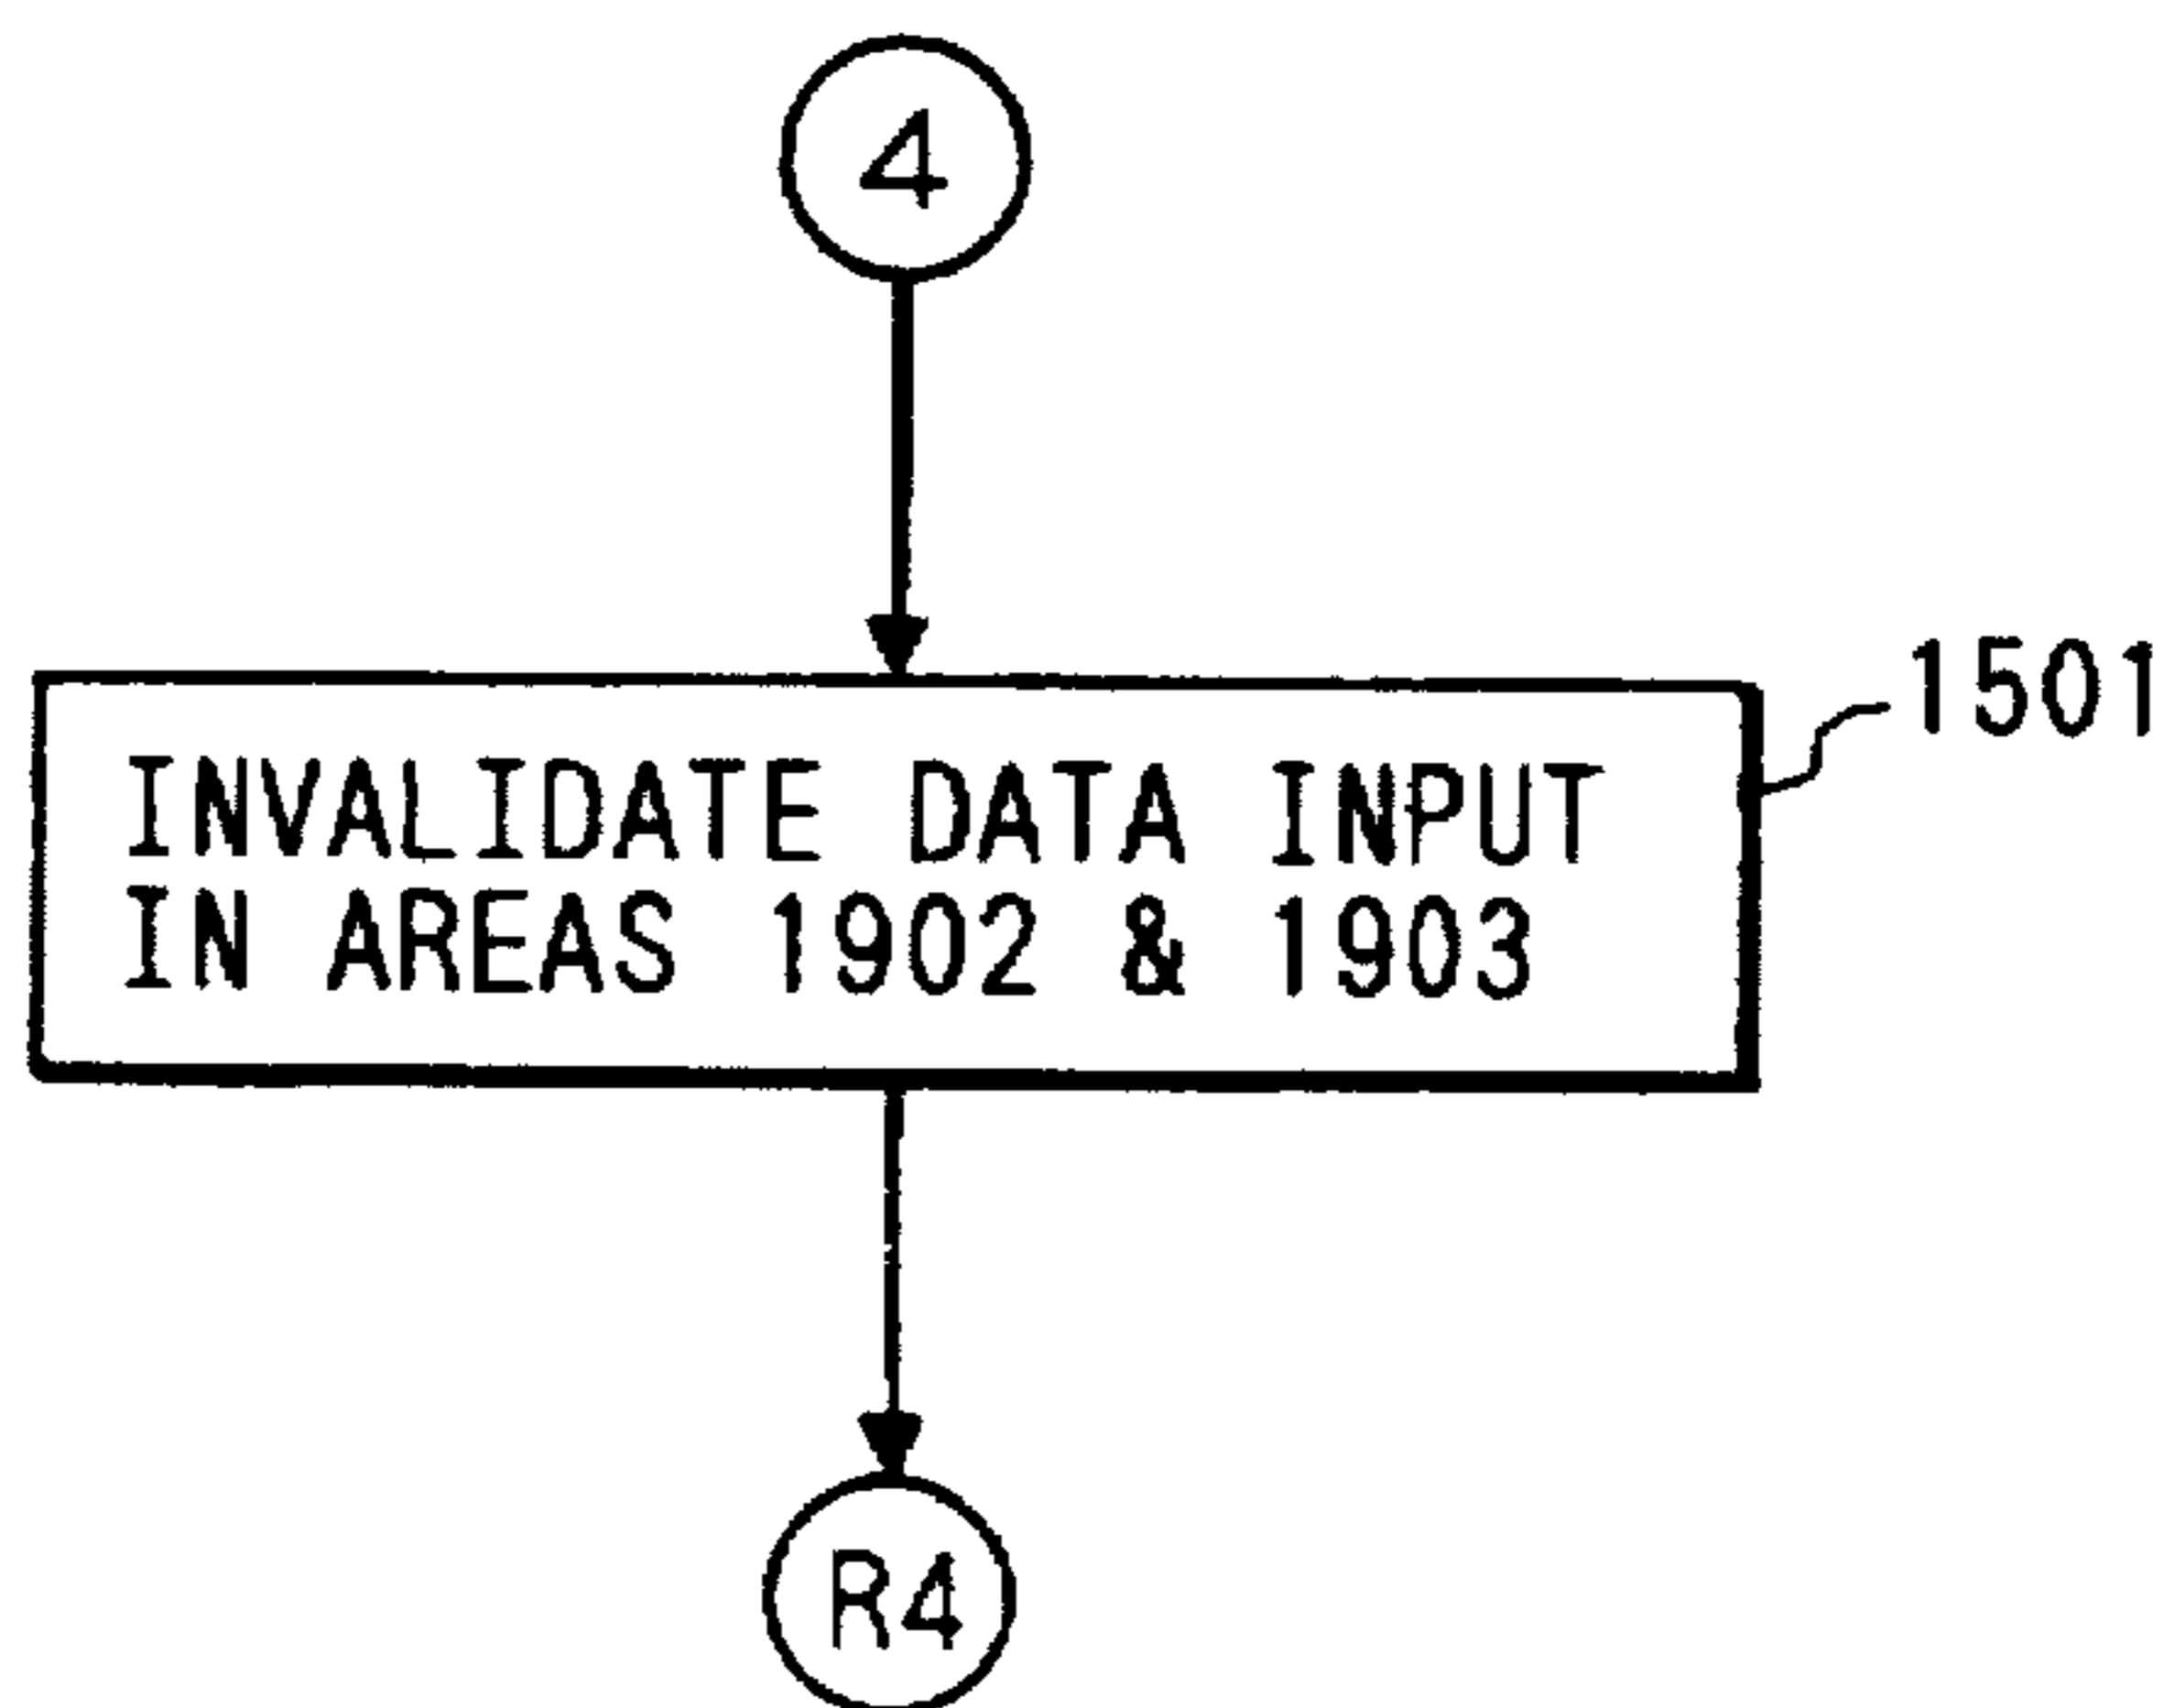 4
1501
INVALIDATE DATA INPUT
IN AREAS 1902 & 1903
R4